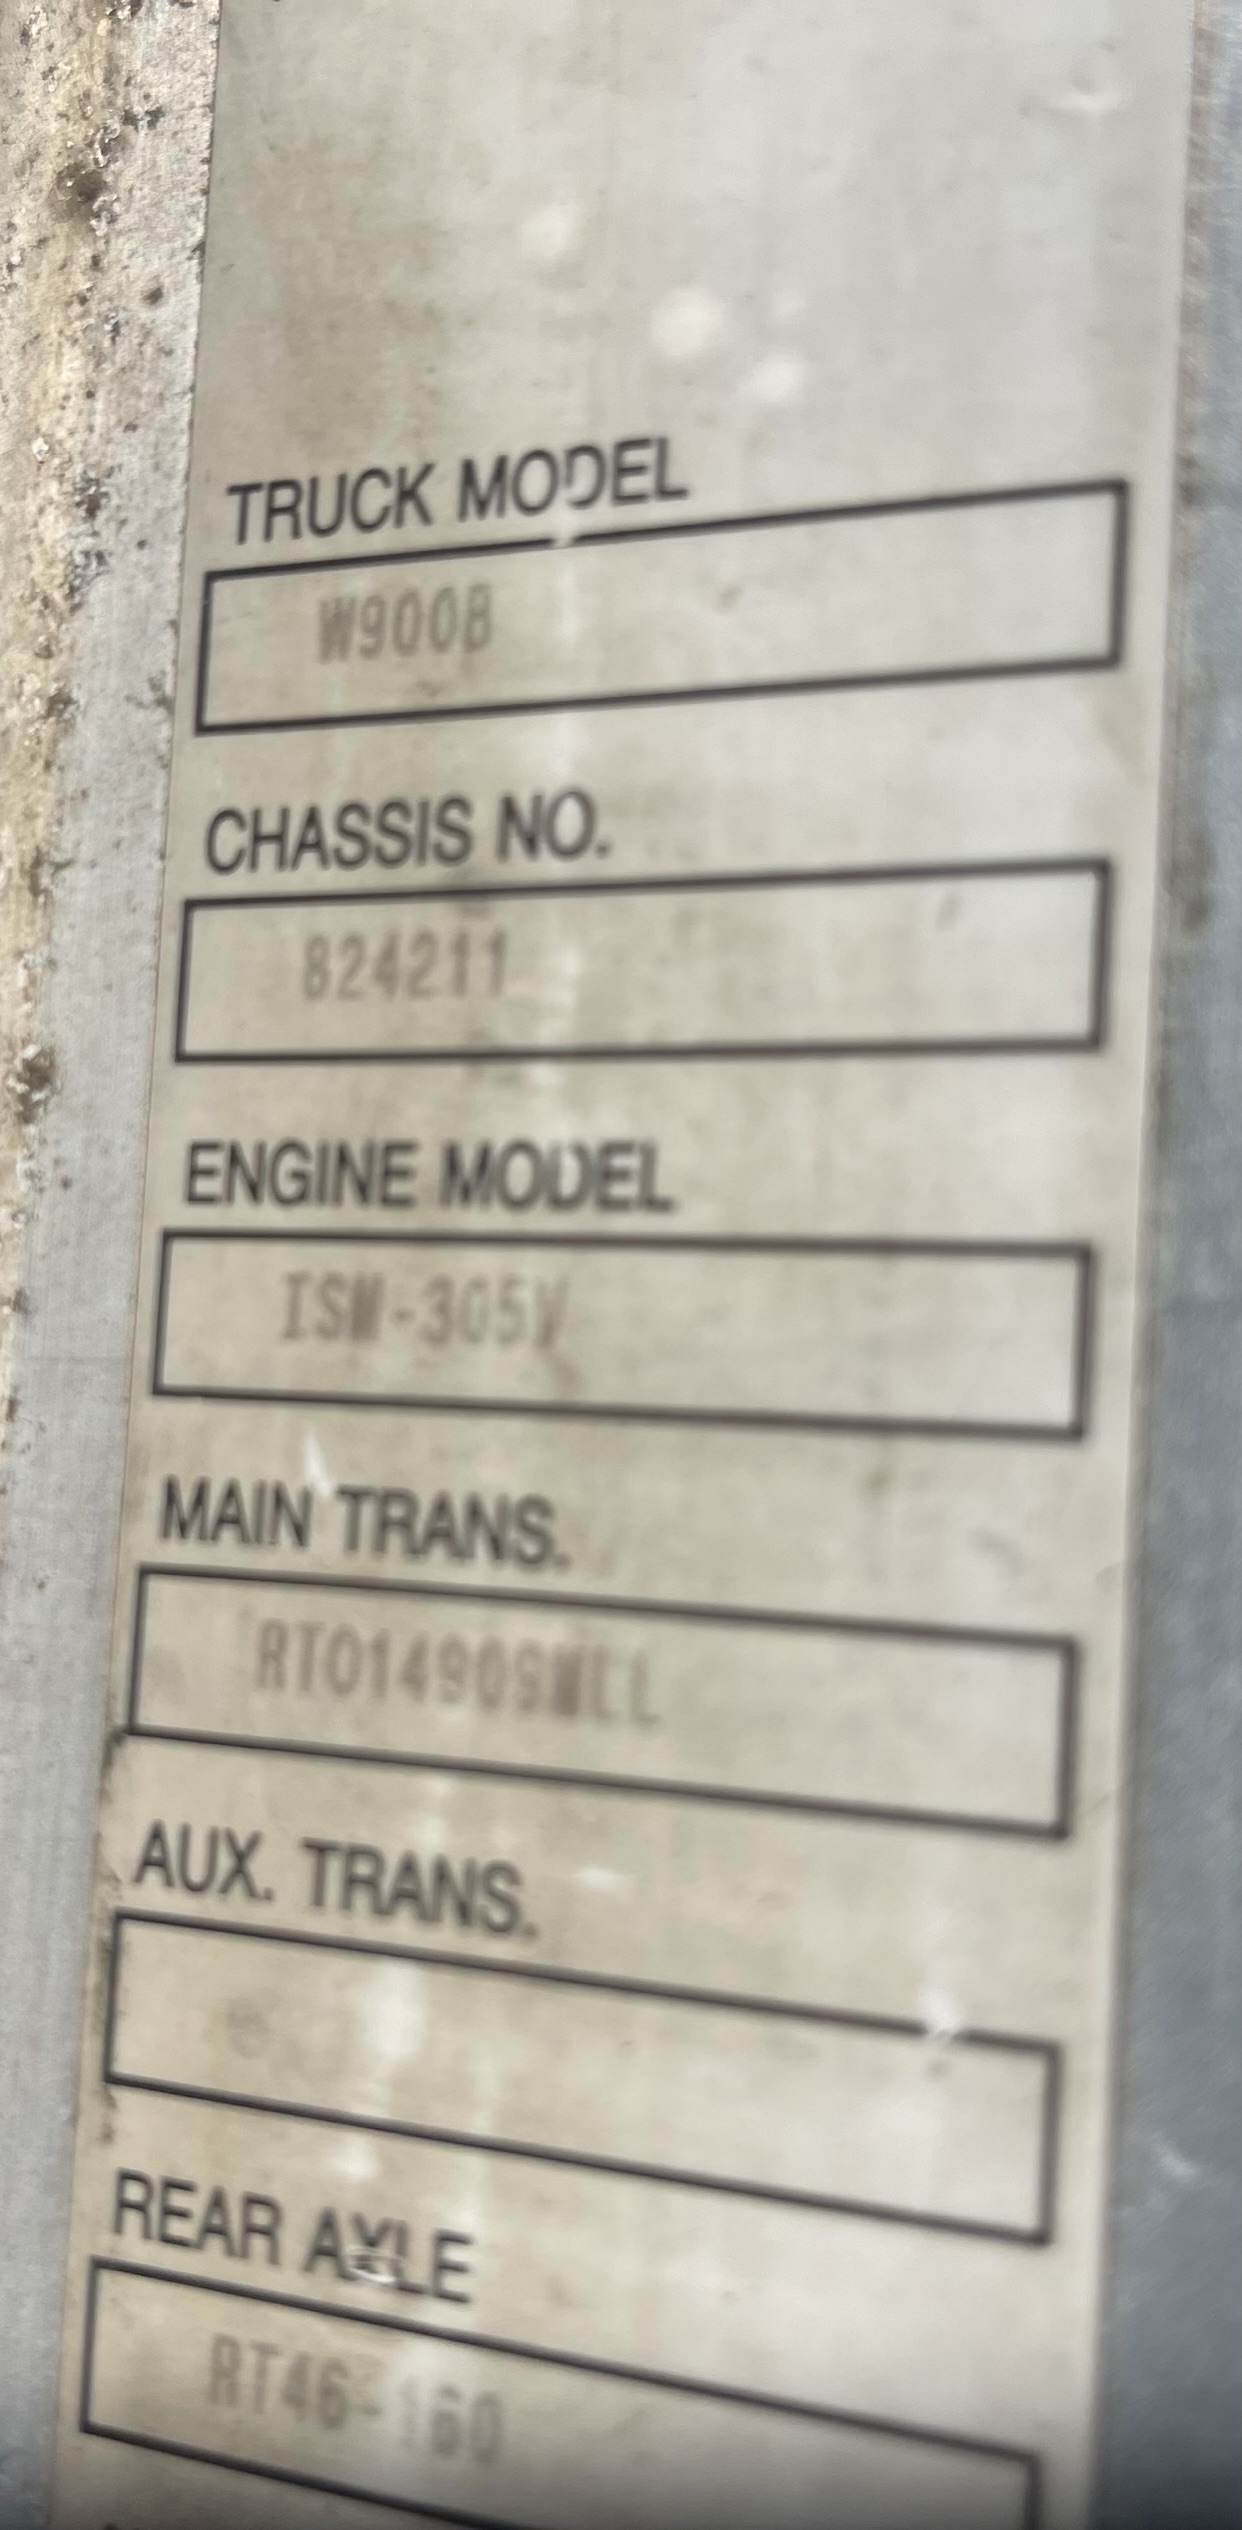 TRUCK MODEL
W900B
CHASSIS NO.
824211
ENGINE MODEL
ISM-305V
MAIN TRANS.
RTO14909MLL
AUX. TRANS.
REAR AXLE
RT46-160